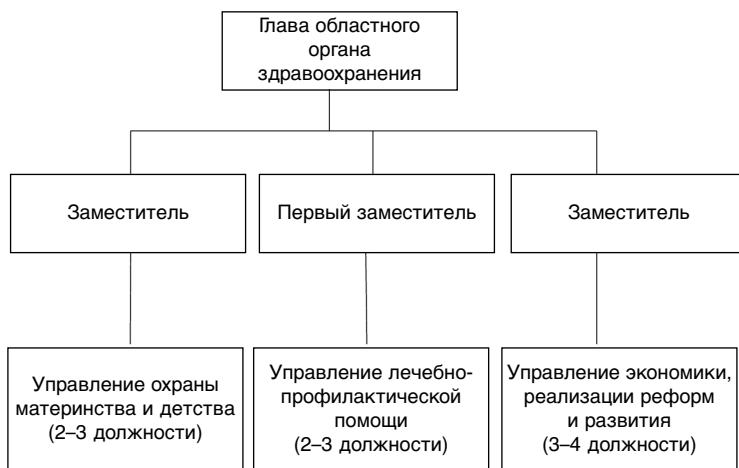 Глава областного
органа
здравоохранения
Заместитель
Первый заместитель
Заместитель
Управление охраны
материнства и детства
(2–3 должности)
Управление лечебно-
профилактической
помощи
(2–3 должности)
Управление экономики,
реализации реформ
и развития
(3–4 должности)